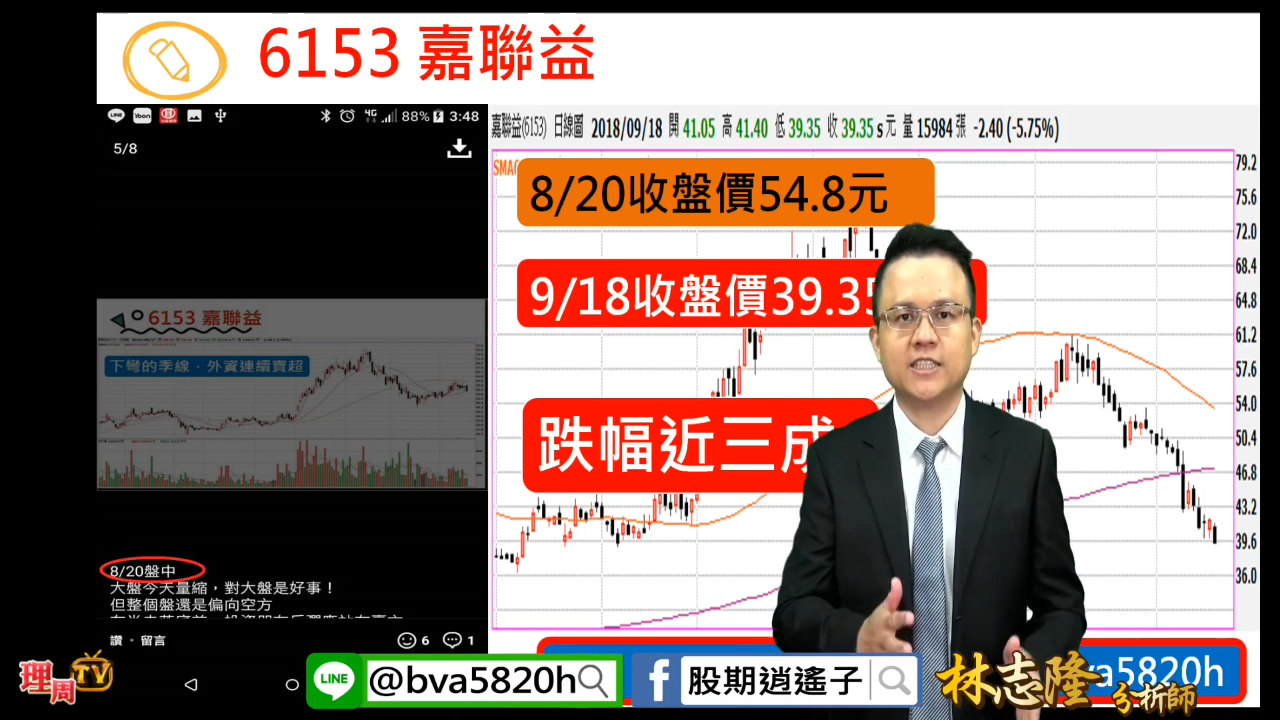 6153 嘉聯益
88% 3:48
5/8
6153 嘉聯益
下彎的季線．外資連續賣超
8/20盤中
大盤今天量縮，對大盤是好事！
但整個盤還是偏向空方
讚 · 留言
6
1
嘉聯益(6153) 日線圖 2018/09/18 開 41.05 高 41.40 低 39.35 收 39.35 s元 量 15984 張 -2.40 (-5.75%)
8/20收盤價54.8元
9/18收盤價39.35
跌幅近三成
79.2
75.6
72.0
68.4
64.8
61.2
57.6
54.0
50.4
46.8
43.2
39.6
36.0
理周TV
LINE
@bva5820h
股期逍遙子
林志隆分析師
va5820h